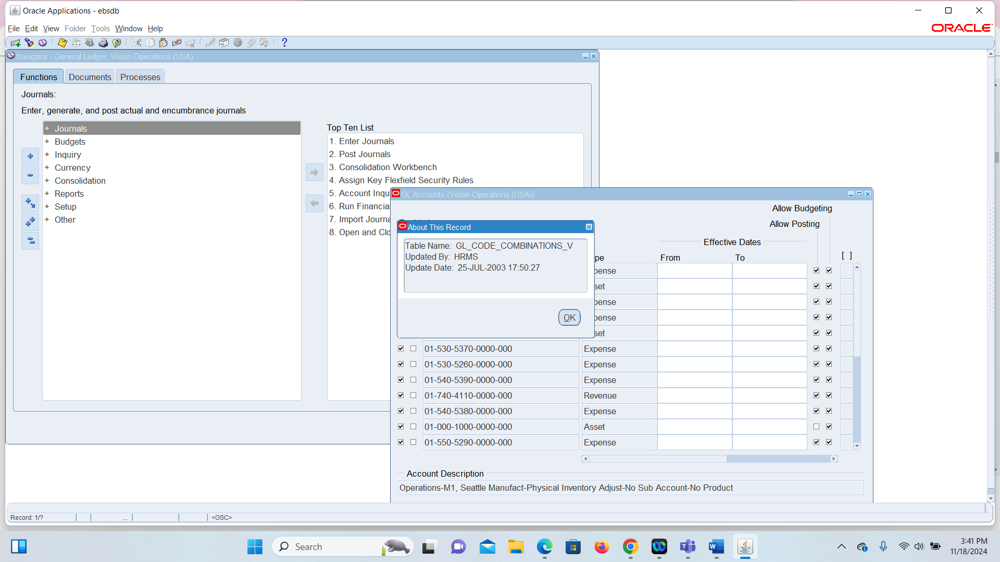 Oracle Applications - ebsdb
File Edit View Folder Tools Window Help
ORACLE
Navigator - General Ledger, Vision Operations (USA)
Functions Documents Processes
Journals:
Enter, generate, and post actual and encumbrance journals
+ Journals
+ Budgets
+ Inquiry
+ Currency
+ Consolidation
+ Reports
+ Setup
+ Other
Top Ten List
1. Enter Journals
2. Post Journals
3. Consolidation Workbench
4. Assign Key Flexfield Security Rules
5. Account Inqu
6. Run Financia
7. Import Journa
8. Open and Clo
GL Accounts (Vision Operations (USA))
Allow Budgeting
Allow Posting
Effective Dates
pe From To [ ]
About This Record
Table Name: GL_CODE_COMBINATIONS_V
Updated By: HRMS
Update Date: 25-JUL-2003 17:50:27
OK
pense
set
pense
pense
set
01-530-5370-0000-000 Expense
01-530-5260-0000-000 Expense
01-540-5390-0000-000 Expense
01-740-4110-0000-000 Revenue
01-540-5380-0000-000 Expense
01-000-1000-0000-000 Asset
01-550-5290-0000-000 Expense
Account Description
Operations-M1, Seattle Manufact-Physical Inventory Adjust-No Sub Account-No Product
Record: 1/? ... <OSC>
Search
3:41 PM
11/18/2024